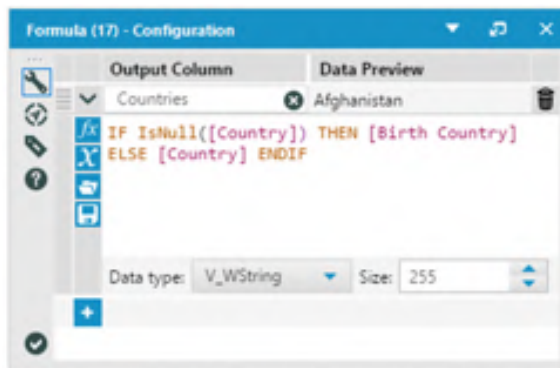 Formula (17) - Configuration
Output Column Data Preview
Countries Afghanistan
fx IF IsNull([Country]) THEN [Birth Country]
X ELSE [Country] ENDIF
Data type: V_WString Size: 255